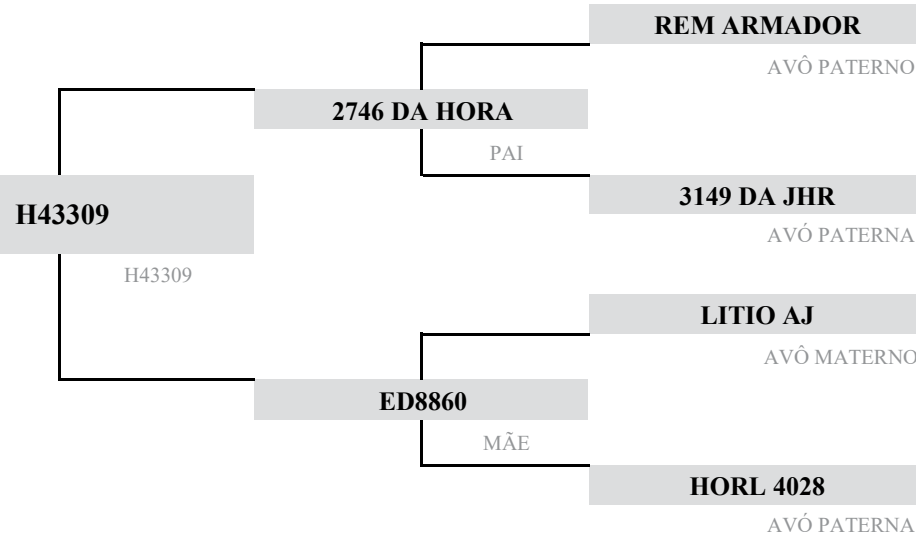 REM ARMADOR
AVÔ PATERNO
2746 DA HORA
PAI
3149 DA JHR
AVÓ PATERNA
H43309
H43309
LITIO AJ
AVÔ MATERNO
ED8860
MÃE
HORL 4028
AVÓ PATERNA